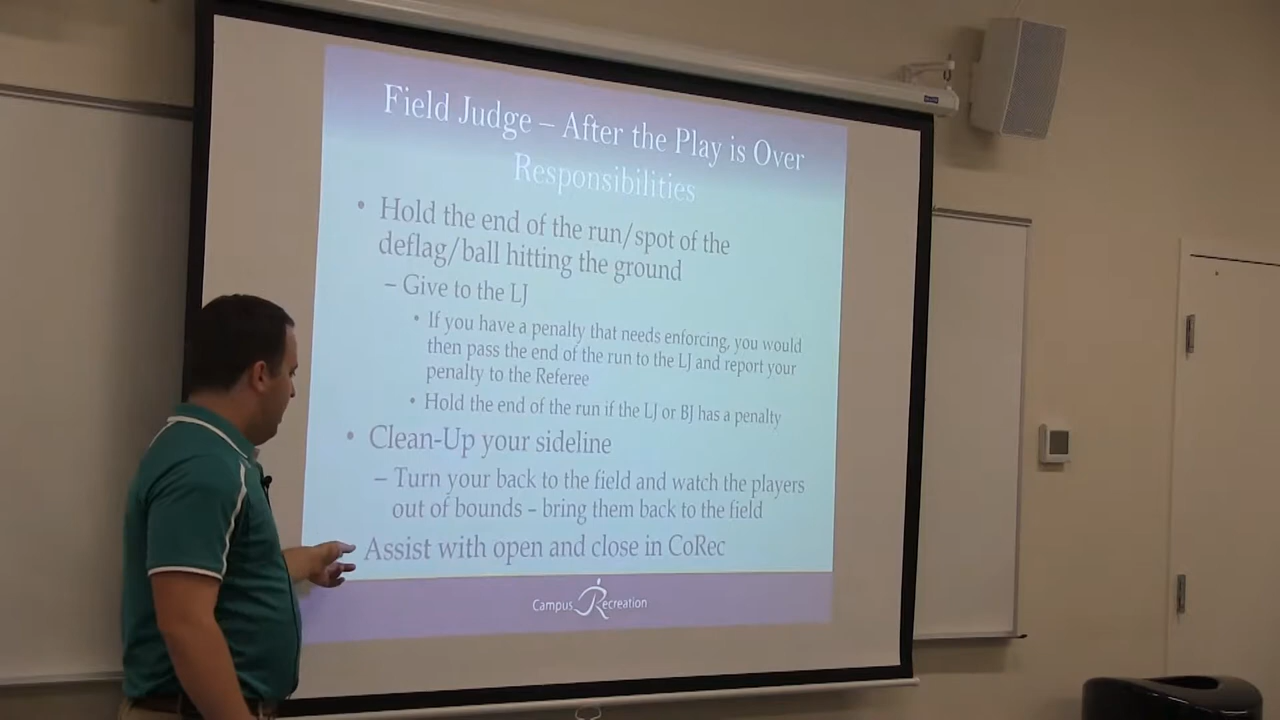 Field Judge – After the Play is Over
Responsibilities
• Hold the end of the run/spot of the
deflag/ball hitting the ground
– Give to the LJ
• If you have a penalty that needs enforcing, you would
then pass the end of the run to the LJ and report your
penalty to the Referee
• Hold the end of the run if the LJ or BJ has a penalty
• Clean-Up your sideline
– Turn your back to the field and watch the players
out of bounds – bring them back to the field
Assist with open and close in CoRec
Campus Recreation